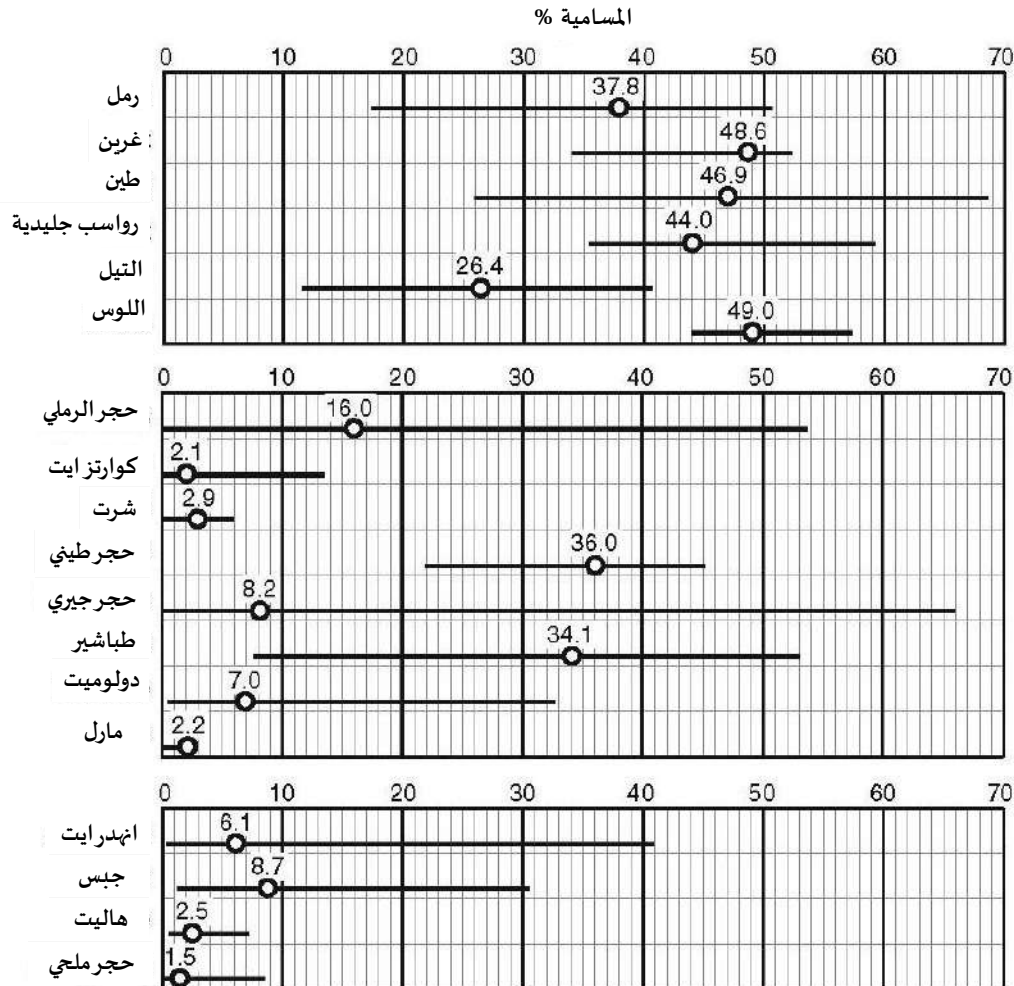 المسامية %
0 10 20 30 40 50 60 70
رمل 37.8
غرين 48.6
طين 46.9
رواسب جليدية 44.0
التيل 26.4
اللوس 49.0
0 10 20 30 40 50 60 70
حجر الرملي 16.0
كوارتز ايت 2.1
شرت 2.9
حجر طيني 36.0
حجر جيري 8.2
طباشير 34.1
دولوميت 7.0
مارل 2.2
0 10 20 30 40 50 60 70
انهدرايت 6.1
جبس 8.7
هاليت 2.5
حجر ملحي 1.5